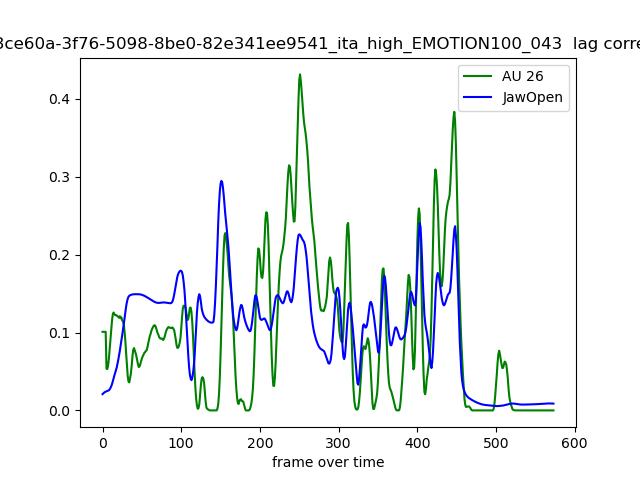 3ce60a-3f76-5098-8be0-82e341ee9541_ita_high_EMOTION100_043 lag corre
AU 26
JawOpen
0.4
0.3
0.2
0.1
0.0
0 100 200 300 400 500 600
frame over time